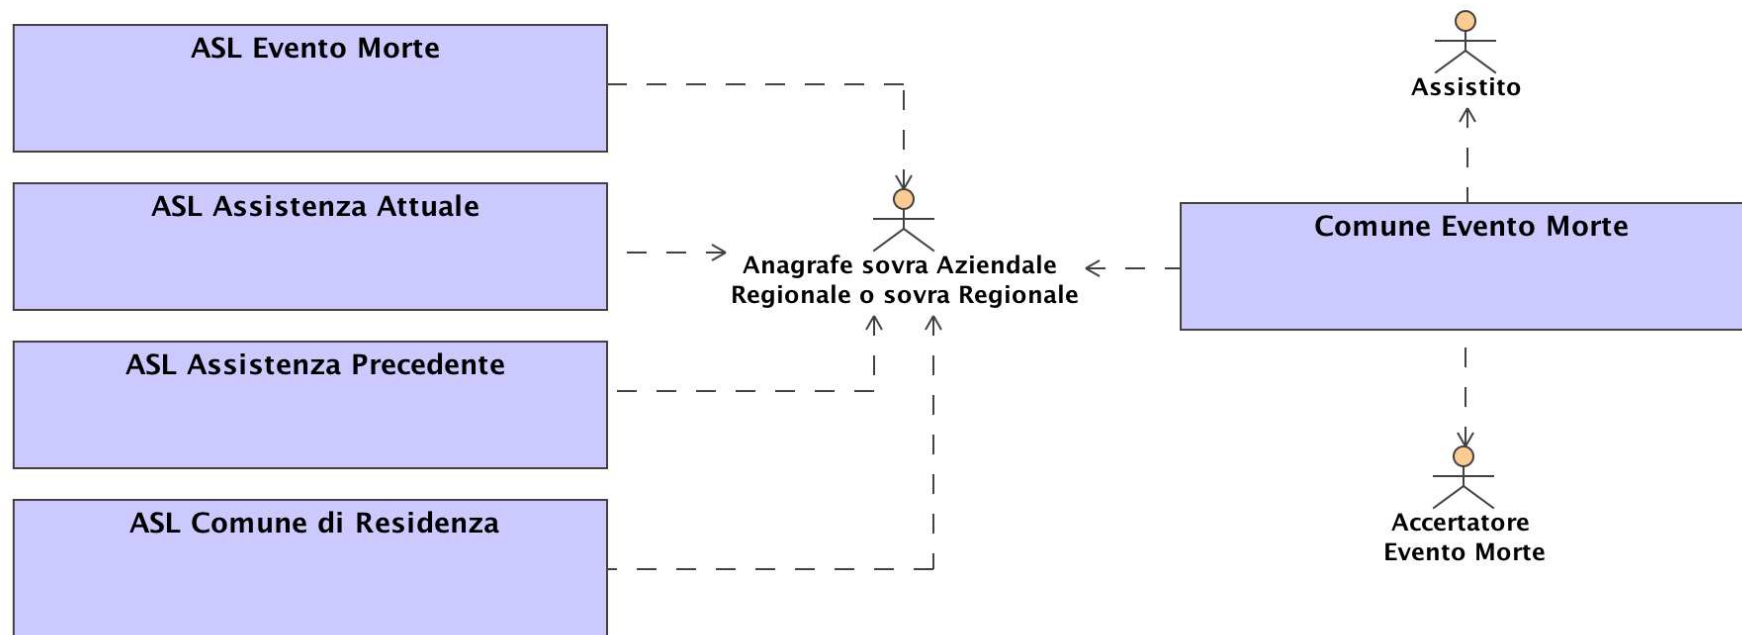 ASL Evento Morte
ASL Assistenza Attuale
ASL Assistenza Precedente
ASL Comune di Residenza
Anagrafe sovra Aziendale
Regionale o sovra Regionale
Assistito
Comune Evento Morte
Accertatore
Evento Morte